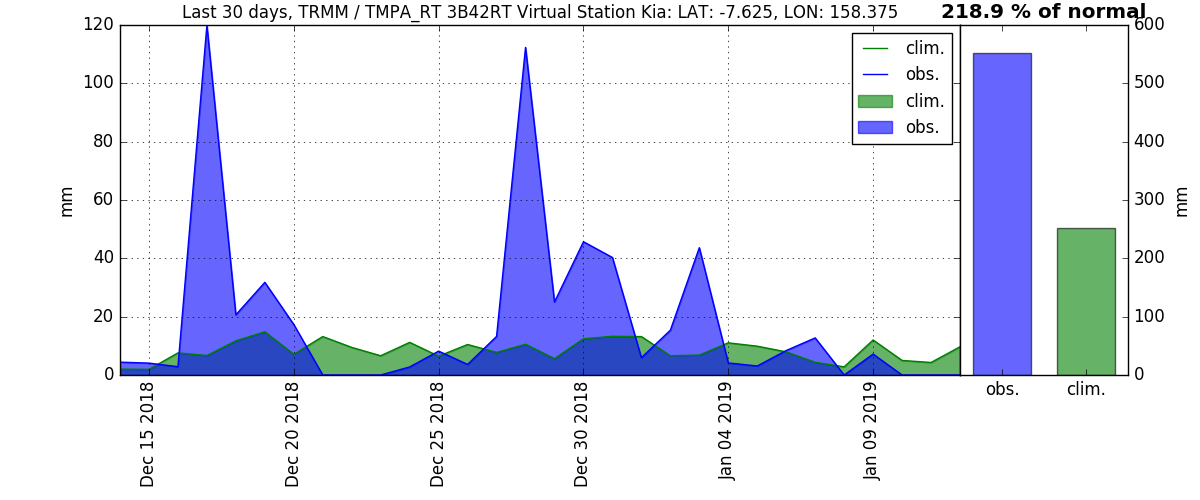 Last 30 days, TRMM / TMPA_RT 3B42RT Virtual Station Kia: LAT: -7.625, LON: 158.375
218.9 % of normal
120
100
80
60
40
20
0
mm
clim.
obs.
clim.
obs.
600
500
400
300
200
100
0
mm
Dec 15 2018
Dec 20 2018
Dec 25 2018
Dec 30 2018
Jan 04 2019
Jan 09 2019
obs.
clim.